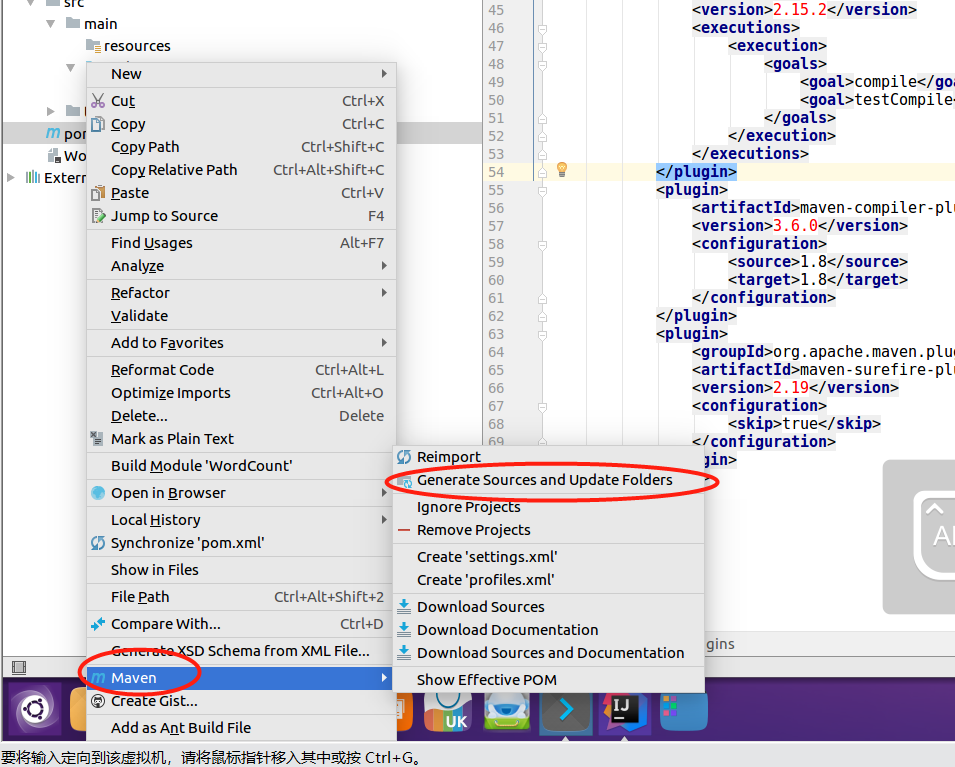 src
main
resources
New
Cut Ctrl+X
Copy Ctrl+C
Copy Path Ctrl+Shift+C
Copy Relative Path Ctrl+Alt+Shift+C
Paste Ctrl+V
Jump to Source F4
Find Usages Alt+F7
Analyze
Refactor
Validate
Add to Favorites
Reformat Code Ctrl+Alt+L
Optimize Imports Ctrl+Alt+O
Delete... Delete
Mark as Plain Text
Build Module 'WordCount'
Open in Browser
Local History
Synchronize 'pom.xml'
Show in Files
File Path Ctrl+Alt+Shift+2
Compare With... Ctrl+D
Generate XSD Schema from XML File...
Maven
Create Gist...
Add as Ant Build File
Reimport
Generate Sources and Update Folders
Ignore Projects
Remove Projects
Create 'settings.xml'
Create 'profiles.xml'
Download Sources
Download Documentation
Download Sources and Documentation
Show Effective POM
45 <version>2.15.2</version>
46 <executions>
47 <execution>
48 <goals>
49 <goal>compile</goa
50 <goal>testCompile<
51 </goals>
52 </execution>
53 </executions>
54 </plugin>
55 <plugin>
56 <artifactId>maven-compiler-plu
57 <version>3.6.0</version>
58 <configuration>
59 <source>1.8</source>
60 <target>1.8</target>
61 </configuration>
62 </plugin>
63 <plugin>
64 <groupId>org.apache.maven.plug
65 <artifactId>maven-surefire-plu
66 <version>2.19</version>
67 <configuration>
68 <skip>true</skip>
69 </configuration>
gin>
gins
UK
IJ
要将输入定向到该虚拟机，请将鼠标指针移入其中或按 Ctrl+G。